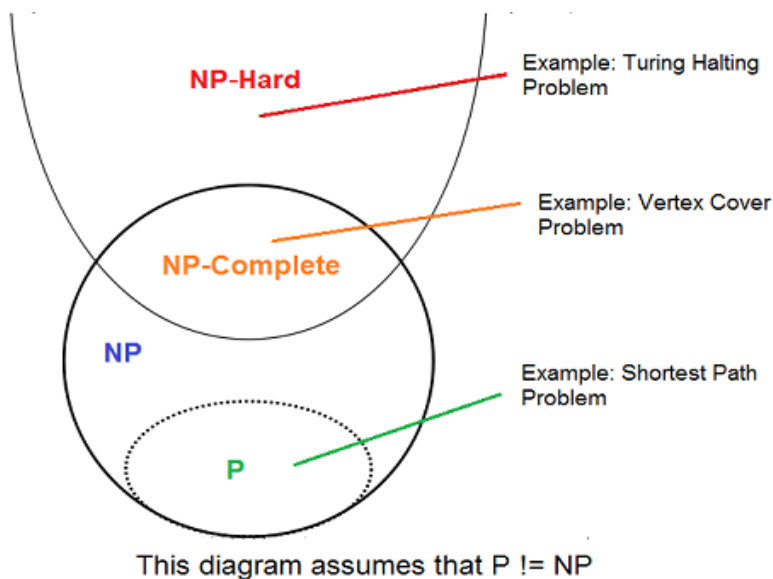 NP-Hard
Example: Turing Halting
Problem
Example: Vertex Cover
Problem
NP-Complete
NP
Example: Shortest Path
Problem
P
This diagram assumes that P != NP